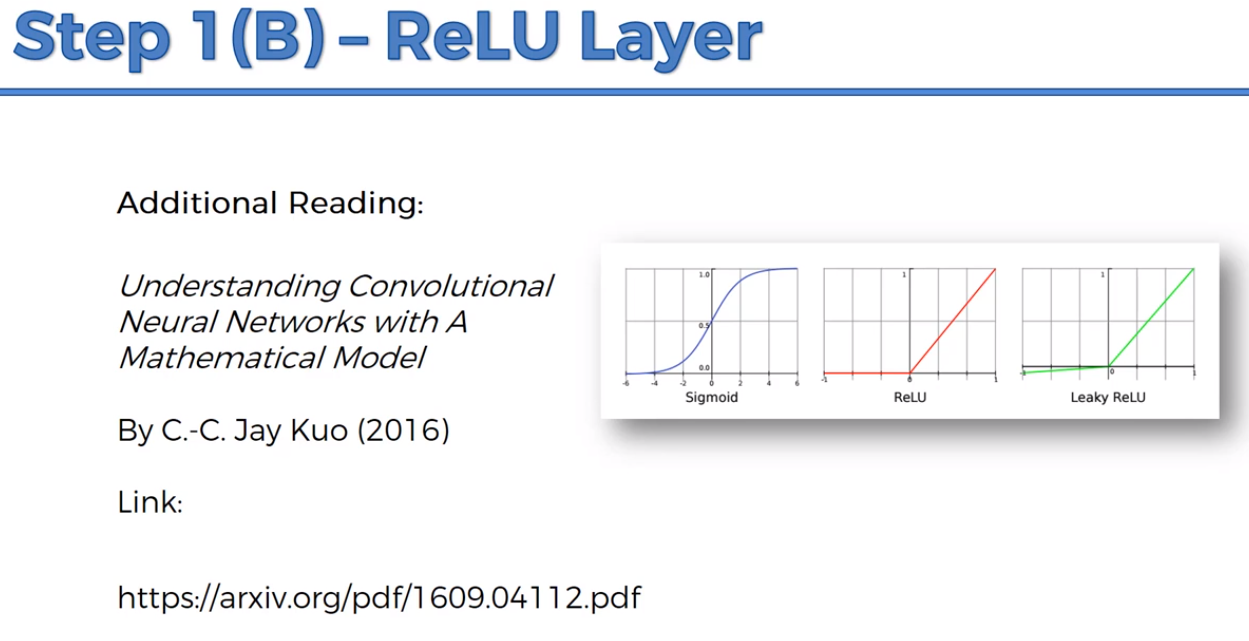 Step 1(B) – ReLU Layer
Additional Reading:
Understanding Convolutional
Neural Networks with A
Mathematical Model
By C.-C. Jay Kuo (2016)
Link:
https://arxiv.org/pdf/1609.04112.pdf
1.0
0.5
0.0
-6 -4 -2 0 2 4 6
Sigmoid
1
-1 0 1
ReLU
1
-1 0 1
Leaky ReLU